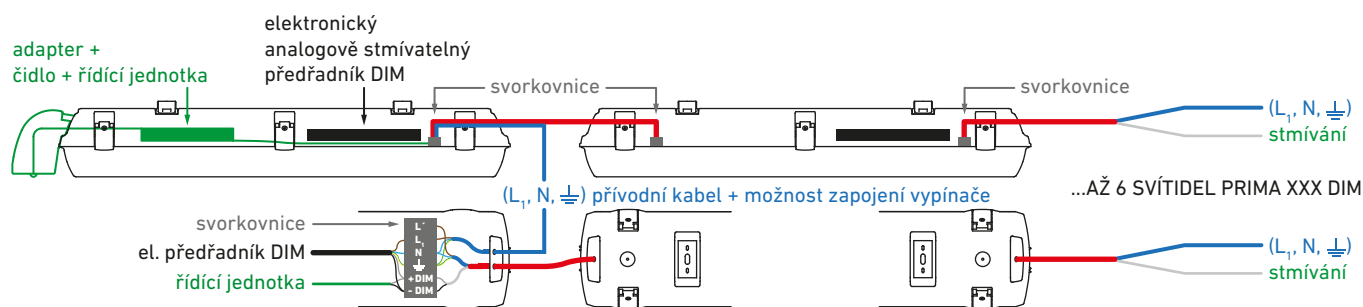 adapter +
čidlo + řídící jednotka
elektronický
analogově stmívatelný
předřadník DIM
svorkovnice
svorkovnice
(L₁, N, ⏚)
stmívání
(L₁, N, ⏚) přívodní kabel + možnost zapojení vypínače
...AŽ 6 SVÍTIDEL PRIMA XXX DIM
svorkovnice
el. předřadník DIM
řídící jednotka
L´
L₁
N
⏚
+ DIM
- DIM
(L₁, N, ⏚)
stmívání